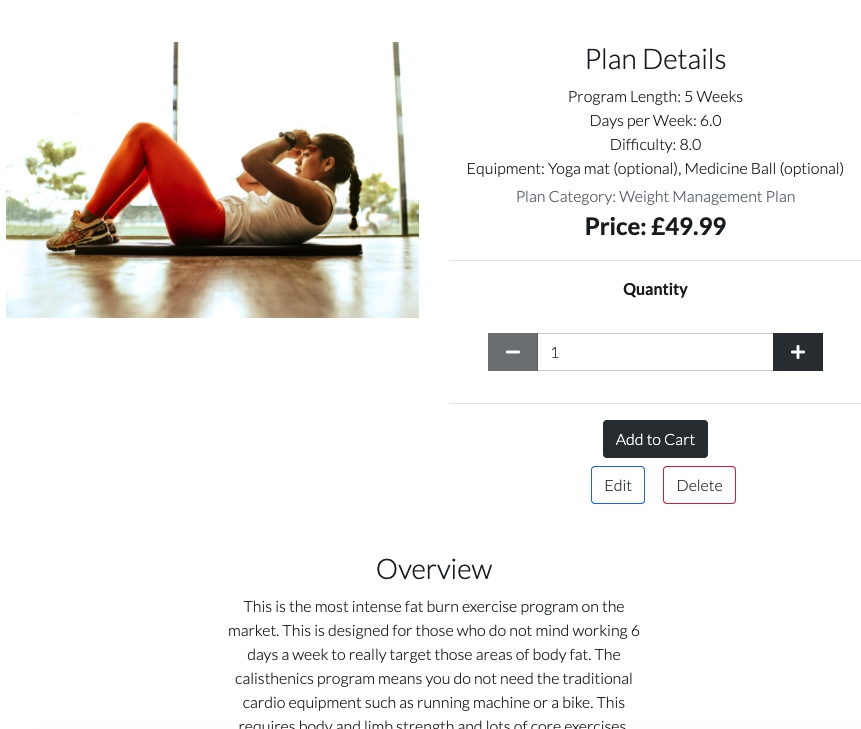 Plan Details
Program Length: 5 Weeks
Days per Week: 6.0
Difficulty: 8.0
Equipment: Yoga mat (optional), Medicine Ball (optional)
Plan Category: Weight Management Plan
Price: £49.99
Quantity
1
Add to Cart
Edit Delete
Overview
This is the most intense fat burn exercise program on the
market. This is designed for those who do not mind working 6
days a week to really target those areas of body fat. The
calisthenics program means you do not need the traditional
cardio equipment such as running machine or a bike. This
requires body and limb strength and lots of core exercises